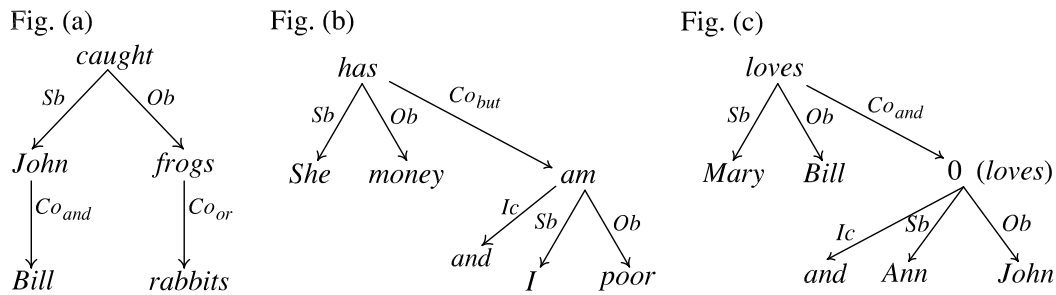 Fig. (a)
caught
Sb Ob
John frogs
Co_and Co_or
Bill rabbits
Fig. (b)
has
Sb Ob Co_but
She money am
Ic Sb Ob
and I poor
Fig. (c)
loves
Sb Ob Co_and
Mary Bill 0 (loves)
Ic Sb Ob
and Ann John